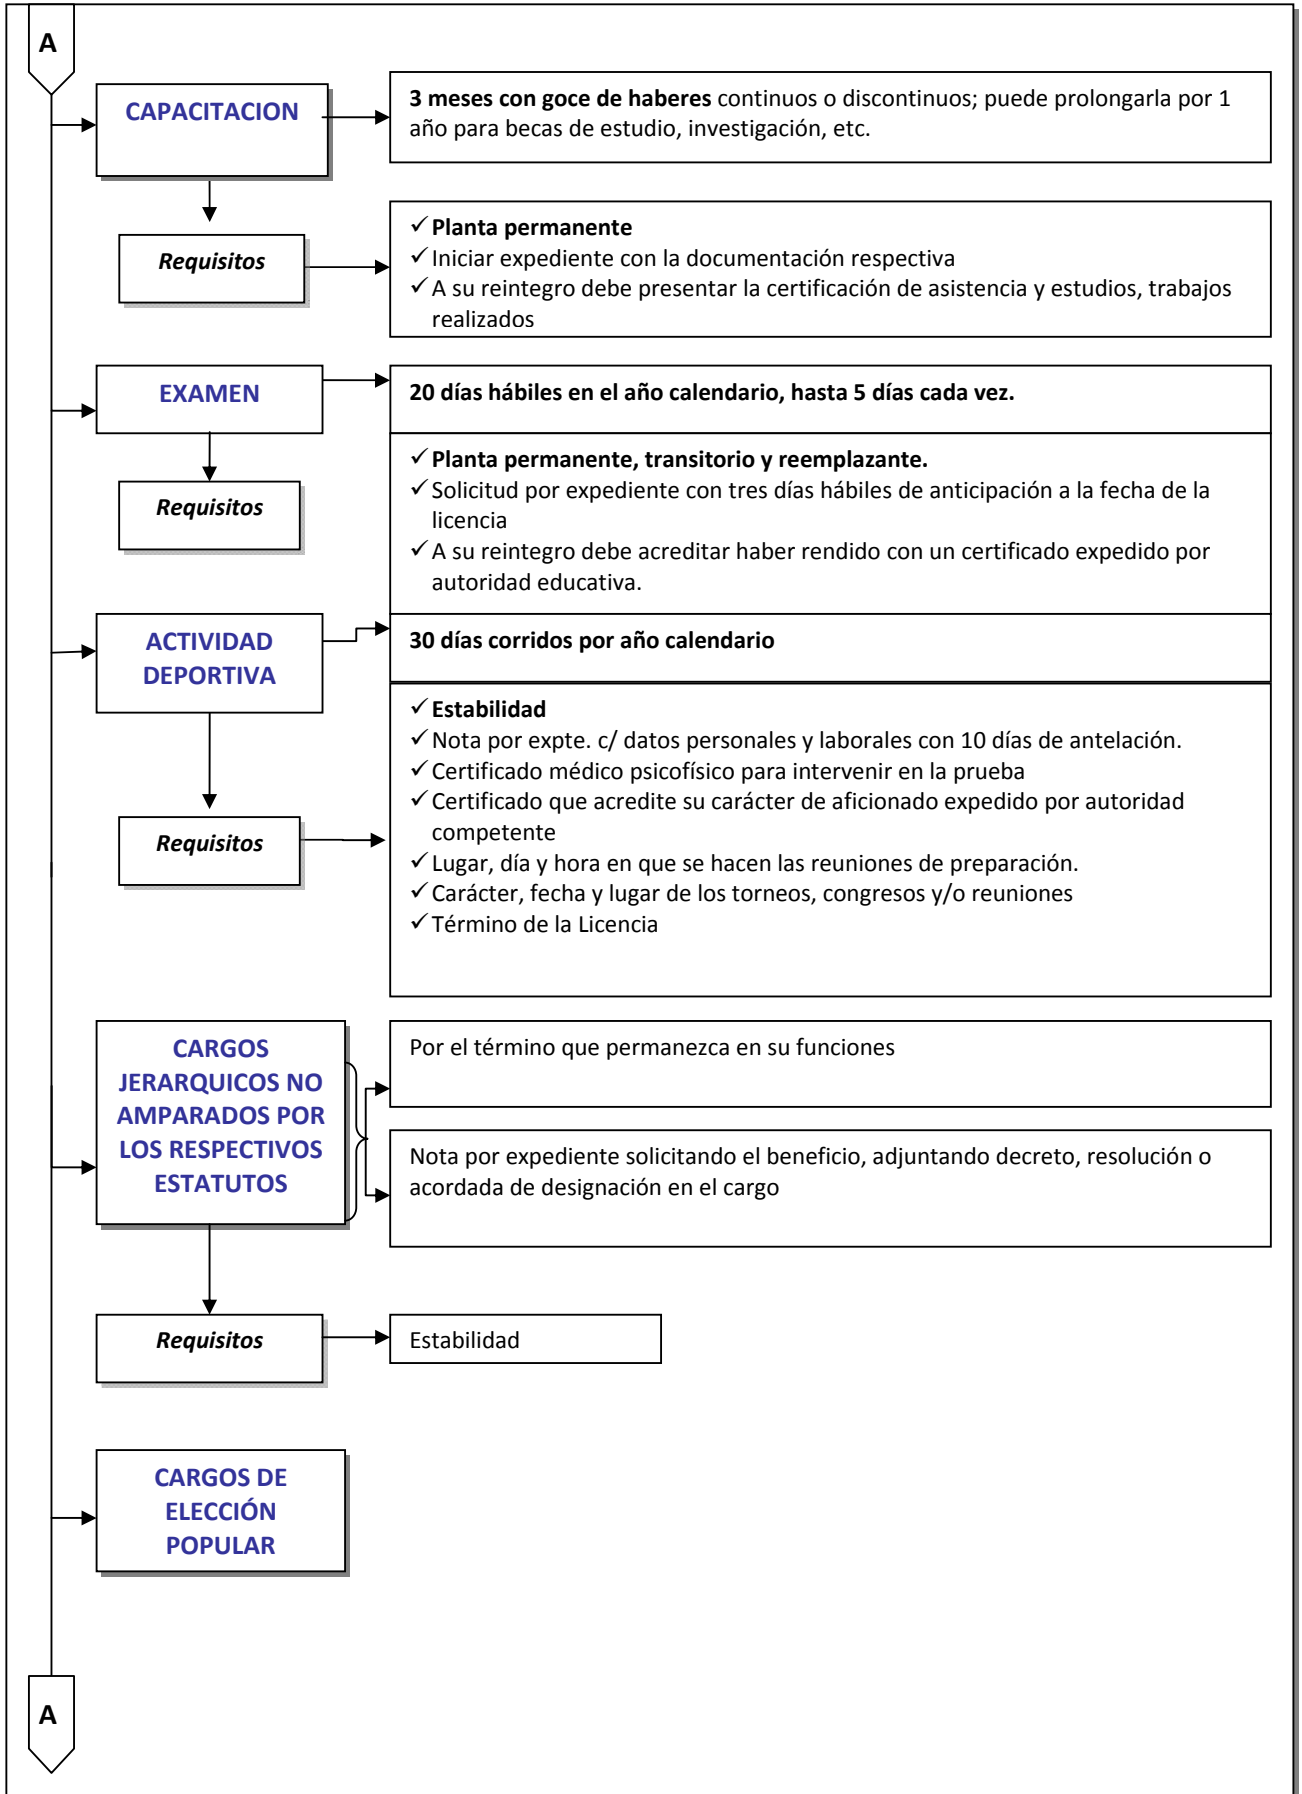 A
CAPACITACION
3 meses con goce de haberes continuos o discontinuos; puede prolongarla por 1
año para becas de estudio, investigación, etc.
Requisitos
✓ Planta permanente
✓ Iniciar expediente con la documentación respectiva
✓ A su reintegro debe presentar la certificación de asistencia y estudios, trabajos
realizados
EXAMEN
20 días hábiles en el año calendario, hasta 5 días cada vez.
Requisitos
✓ Planta permanente, transitorio y reemplazante.
✓ Solicitud por expediente con tres días hábiles de anticipación a la fecha de la
licencia
✓ A su reintegro debe acreditar haber rendido con un certificado expedido por
autoridad educativa.
ACTIVIDAD
DEPORTIVA
30 días corridos por año calendario
Requisitos
✓ Estabilidad
✓ Nota por expte. c/ datos personales y laborales con 10 días de antelación.
✓ Certificado médico psicofísico para intervenir en la prueba
✓ Certificado que acredite su carácter de aficionado expedido por autoridad
competente
✓ Lugar, día y hora en que se hacen las reuniones de preparación.
✓ Carácter, fecha y lugar de los torneos, congresos y/o reuniones
✓ Término de la Licencia
CARGOS
JERARQUICOS NO
AMPARADOS POR
LOS RESPECTIVOS
ESTATUTOS
Por el término que permanezca en su funciones
Nota por expediente solicitando el beneficio, adjuntando decreto, resolución o
acordada de designación en el cargo
Requisitos
Estabilidad
CARGOS DE
ELECCIÓN
POPULAR
A